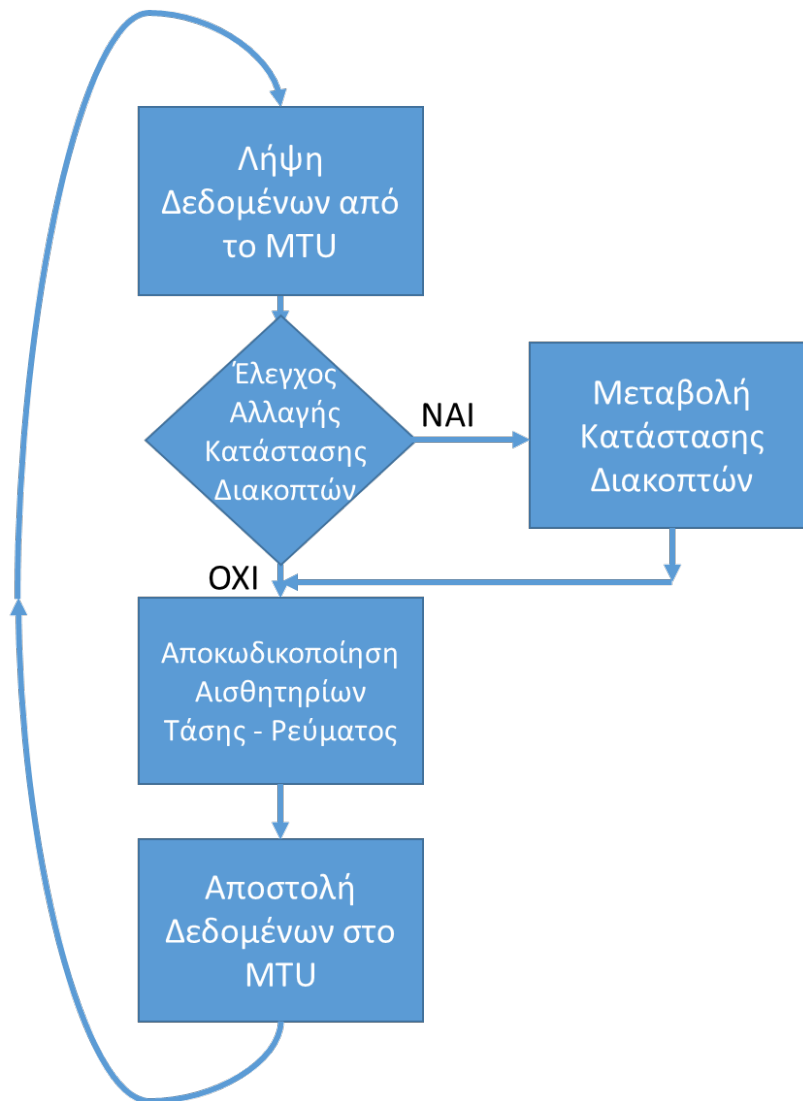 Λήψη
Δεδομένων από
το MTU
Έλεγχος
Αλλαγής
Κατάστασης
Διακοπτών
ΝΑΙ
Μεταβολή
Κατάστασης
Διακοπτών
ΟΧΙ
Αποκωδικοποίηση
Αισθητηρίων
Τάσης - Ρεύματος
Αποστολή
Δεδομένων στο
MTU